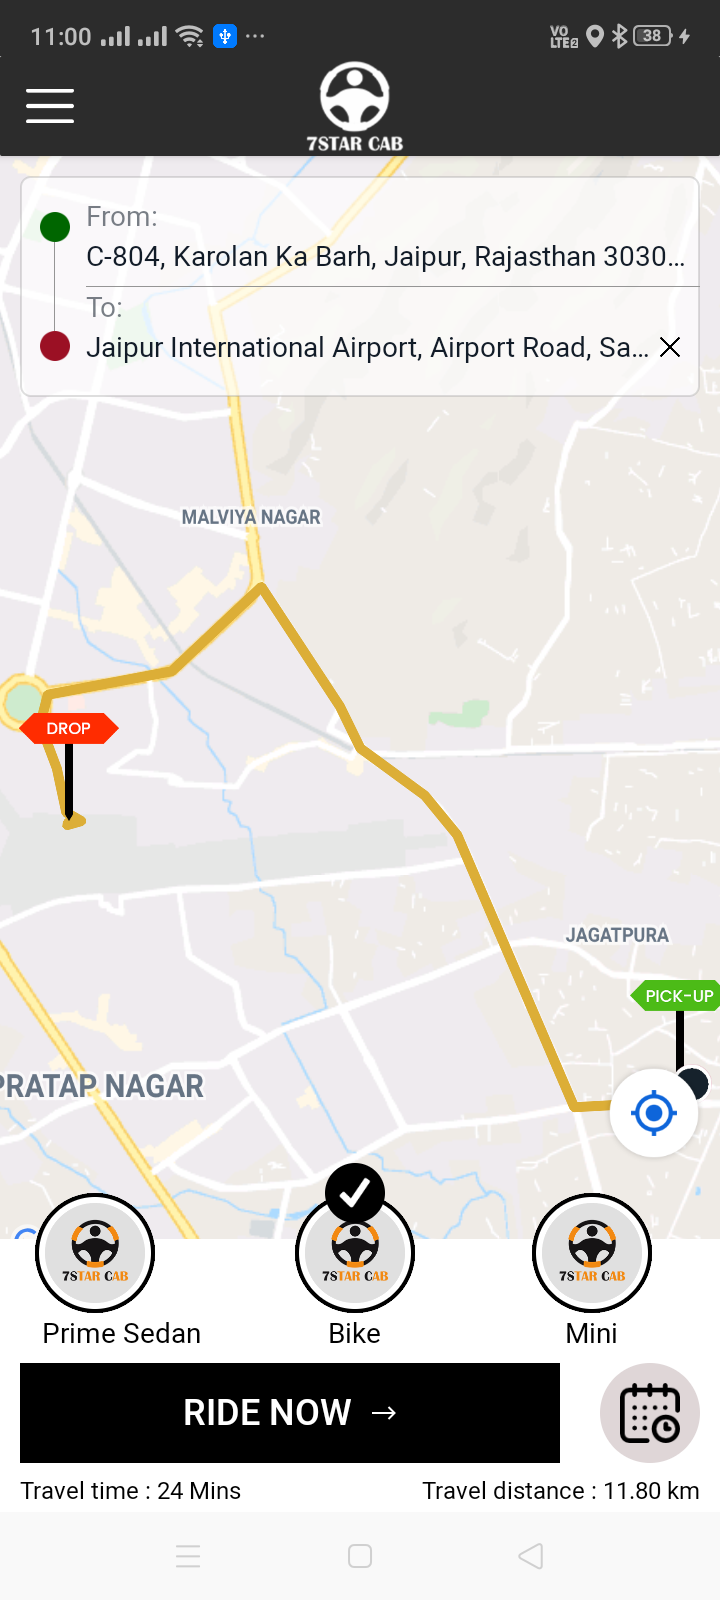 11:00
VO
LTE2
38
7STAR CAB
From:
C-804, Karolan Ka Barh, Jaipur, Rajasthan 3030...
To:
Jaipur International Airport, Airport Road, Sa...
MALVIYA NAGAR
DROP
JAGATPURA
PICK-UP
PRATAP NAGAR
7STAR CAB
7STAR CAB
7STAR CAB
Prime Sedan
Bike
Mini
RIDE NOW →
Travel time : 24 Mins
Travel distance : 11.80 km